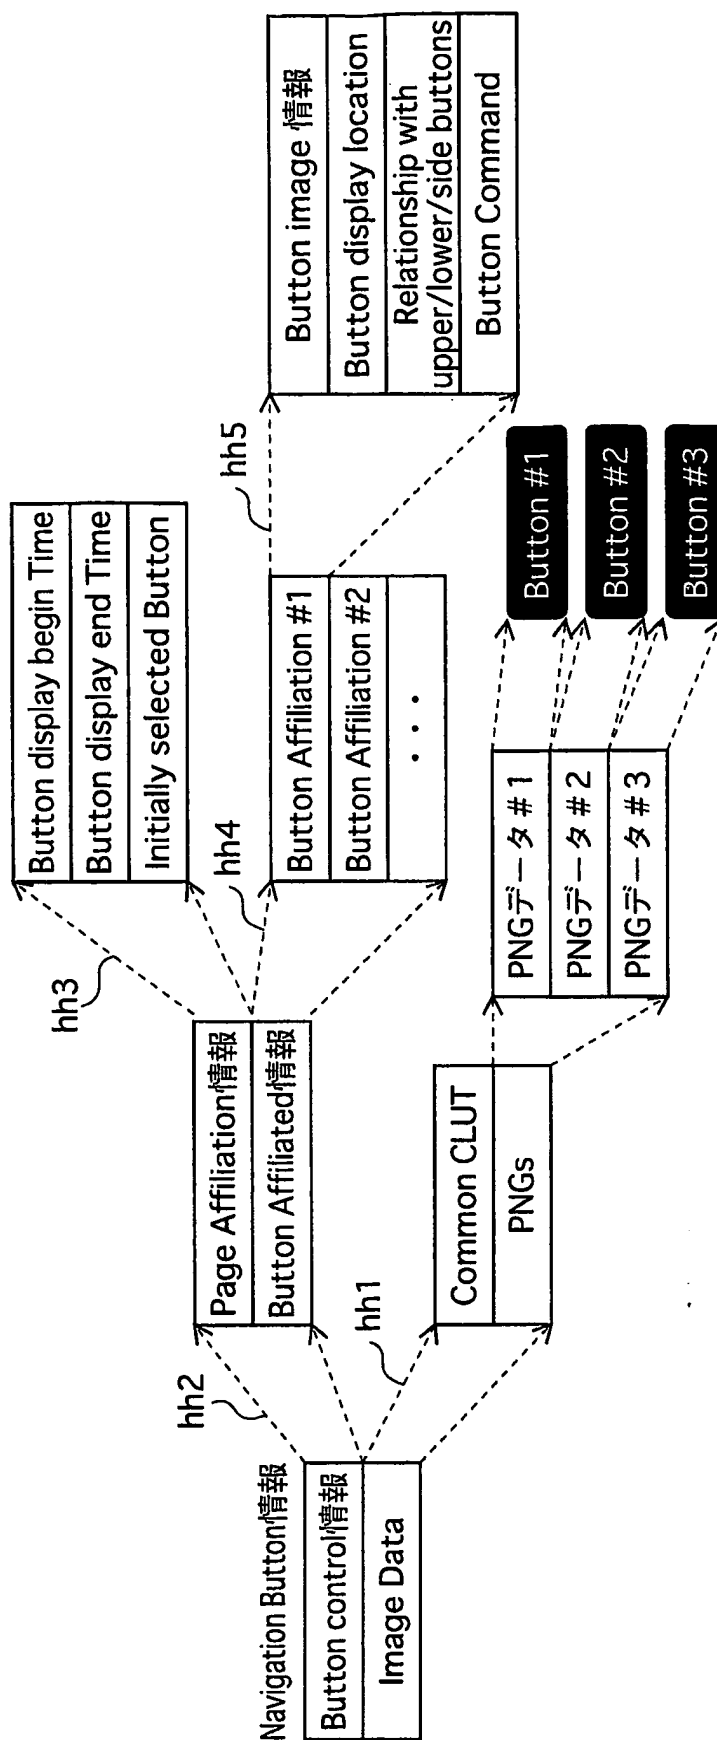 Navigation Button情報
Button control情報
Image Data
hh2
hh1
Page Affiliation情報
Button Affiliated情報
Common CLUT
PNGs
hh3
hh4
Button display begin Time
Button display end Time
Initially selected Button
Button Affiliation #1
Button Affiliation #2
・・・
PNGデータ#1
PNGデータ#2
PNGデータ#3
hh5
Button image 情報
Button display location
Relationship with
upper/lower/side buttons
Button Command
Button #1
Button #2
Button #3